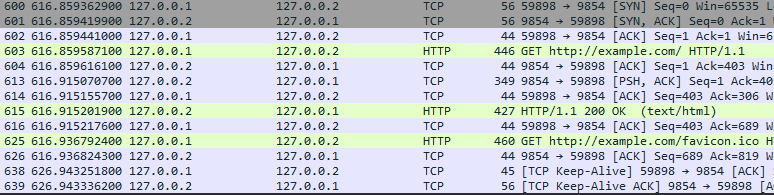 600 616.859362900 127.0.0.1 127.0.0.2 TCP 56 59898 → 9854 [SYN] Seq=0 Win=65535 L
601 616.859419900 127.0.0.2 127.0.0.1 TCP 56 9854 → 59898 [SYN, ACK] Seq=0 Ack=1
602 616.859441000 127.0.0.1 127.0.0.2 TCP 44 59898 → 9854 [ACK] Seq=1 Ack=1 Win=6
603 616.859587100 127.0.0.1 127.0.0.2 HTTP 446 GET http://example.com/ HTTP/1.1
604 616.859616100 127.0.0.2 127.0.0.1 TCP 44 9854 → 59898 [ACK] Seq=1 Ack=403 Win
613 616.915070700 127.0.0.2 127.0.0.1 TCP 349 9854 → 59898 [PSH, ACK] Seq=1 Ack=40
614 616.915155700 127.0.0.1 127.0.0.2 TCP 44 59898 → 9854 [ACK] Seq=403 Ack=306 W
615 616.915201900 127.0.0.2 127.0.0.1 HTTP 427 HTTP/1.1 200 OK (text/html)
616 616.915217600 127.0.0.1 127.0.0.2 TCP 44 59898 → 9854 [ACK] Seq=403 Ack=689 W
625 616.936792400 127.0.0.1 127.0.0.2 HTTP 460 GET http://example.com/favicon.ico H
626 616.936824300 127.0.0.2 127.0.0.1 TCP 44 9854 → 59898 [ACK] Seq=689 Ack=819 W
638 626.943251800 127.0.0.1 127.0.0.2 TCP 45 [TCP Keep-Alive] 59898 → 9854 [ACK]
639 626.943336200 127.0.0.2 127.0.0.1 TCP 56 [TCP Keep-Alive ACK] 9854 → 59898 [A